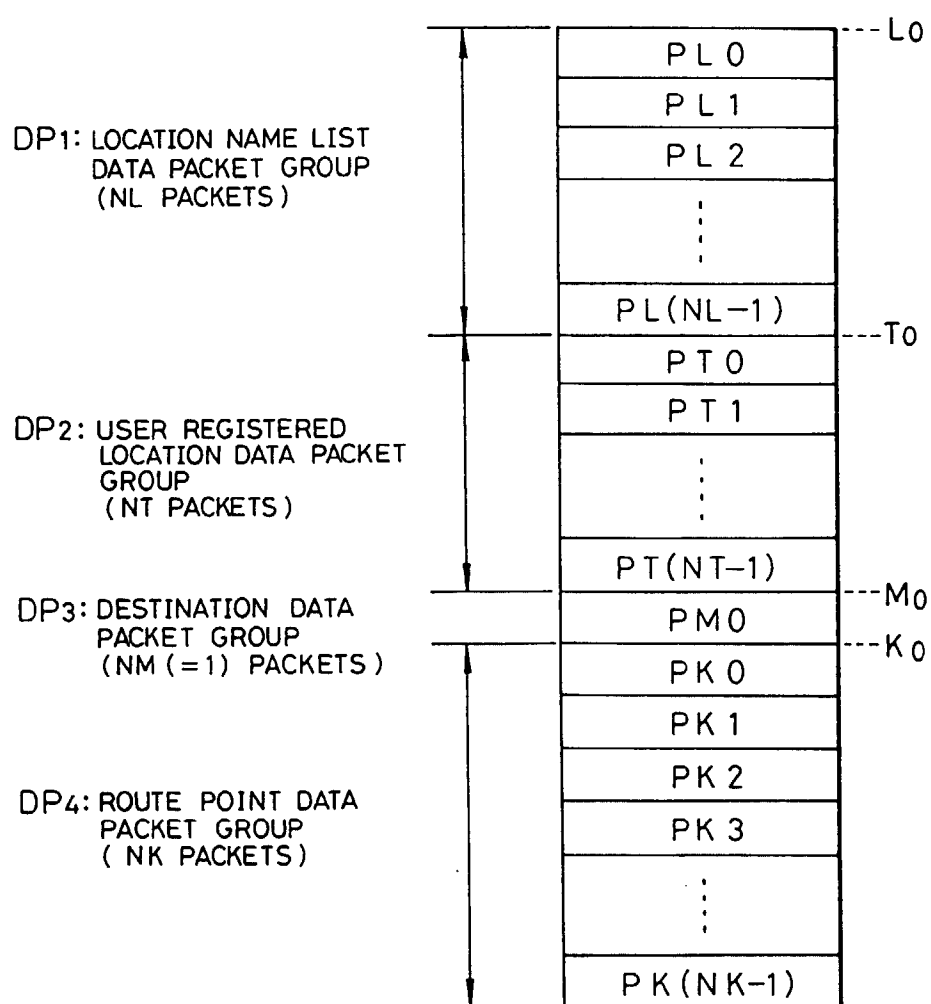 L0
PL0
PL1
DP1: LOCATION NAME LIST
DATA PACKET GROUP
(NL PACKETS)
PL2
PL(NL-1)
T0
PT0
PT1
DP2: USER REGISTERED
LOCATION DATA PACKET
GROUP
(NT PACKETS)
PT(NT-1)
M0
DP3: DESTINATION DATA
PACKET GROUP
(NM (=1) PACKETS)
PM0
K0
PK0
PK1
PK2
DP4: ROUTE POINT DATA
PACKET GROUP
(NK PACKETS)
PK3
PK(NK-1)